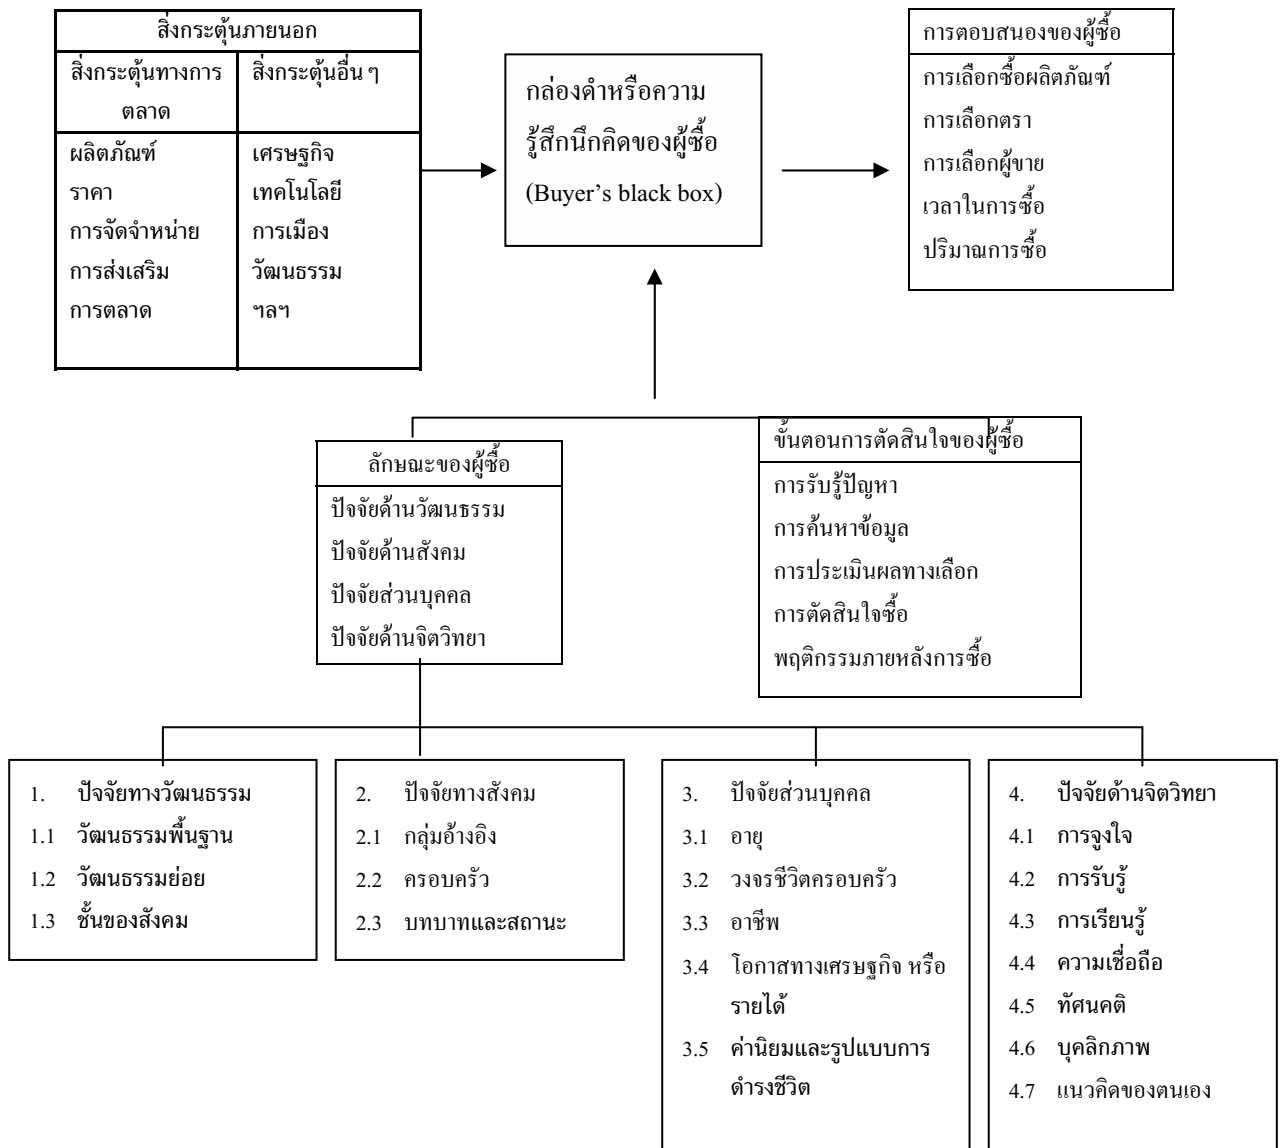 สิ่งกระตุ้นภายนอก
สิ่งกระตุ้นทางการ
ตลาด
สิ่งกระตุ้นอื่น ๆ
ผลิตภัณฑ์
ราคา
การจัดจำหน่าย
การส่งเสริม
การตลาด
เศรษฐกิจ
เทคโนโลยี
การเมือง
วัฒนธรรม
ฯลฯ
กล่องดำหรือความ
รู้สึกนึกคิดของผู้ซื้อ
(Buyer's black box)
การตอบสนองของผู้ซื้อ
การเลือกซื้อผลิตภัณฑ์
การเลือกตรา
การเลือกผู้ขาย
เวลาในการซื้อ
ปริมาณการซื้อ
ลักษณะของผู้ซื้อ
ปัจจัยด้านวัฒนธรรม
ปัจจัยด้านสังคม
ปัจจัยส่วนบุคคล
ปัจจัยด้านจิตวิทยา
ขั้นตอนการตัดสินใจของผู้ซื้อ
การรับรู้ปัญหา
การค้นหาข้อมูล
การประเมินผลทางเลือก
การตัดสินใจซื้อ
พฤติกรรมภายหลังการซื้อ
1. ปัจจัยทางวัฒนธรรม
1.1 วัฒนธรรมพื้นฐาน
1.2 วัฒนธรรมย่อย
1.3 ชั้นของสังคม
2. ปัจจัยทางสังคม
2.1 กลุ่มอ้างอิง
2.2 ครอบครัว
2.3 บทบาทและสถานะ
3. ปัจจัยส่วนบุคคล
3.1 อายุ
3.2 วงจรชีวิตครอบครัว
3.3 อาชีพ
3.4 โอกาสทางเศรษฐกิจ หรือ
รายได้
3.5 ค่านิยมและรูปแบบการ
ดำรงชีวิต
4. ปัจจัยด้านจิตวิทยา
4.1 การจูงใจ
4.2 การรับรู้
4.3 การเรียนรู้
4.4 ความเชื่อถือ
4.5 ทัศนคติ
4.6 บุคลิกภาพ
4.7 แนวคิดของตนเอง